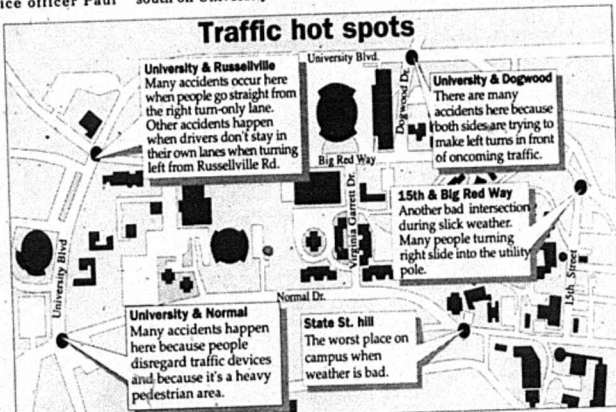 ice officer Paul
south on University
Traffic hot spots
University & Russellville
Many accidents occur here
when people go straight from
the right turn-only lane.
Other accidents happen
when drivers don't stay in
their own lanes when turning
left from Russellville Rd.
University Blvd.
Dogwood Dr.
University & Dogwood
There are many
accidents here because
both sides are trying to
make left turns in front
of oncoming traffic.
Big Red Way
Virginia Garrett Dr.
15th & Big Red Way
Another bad intersection
during slick weather.
Many people turning
right slide into the utility
pole.
University Blvd
15th Street
Normal Dr.
University & Normal
Many accidents happen
here because people
disregard traffic devices
and because it's a heavy
pedestrian area.
State St. hill
The worst place on
campus when
weather is bad.